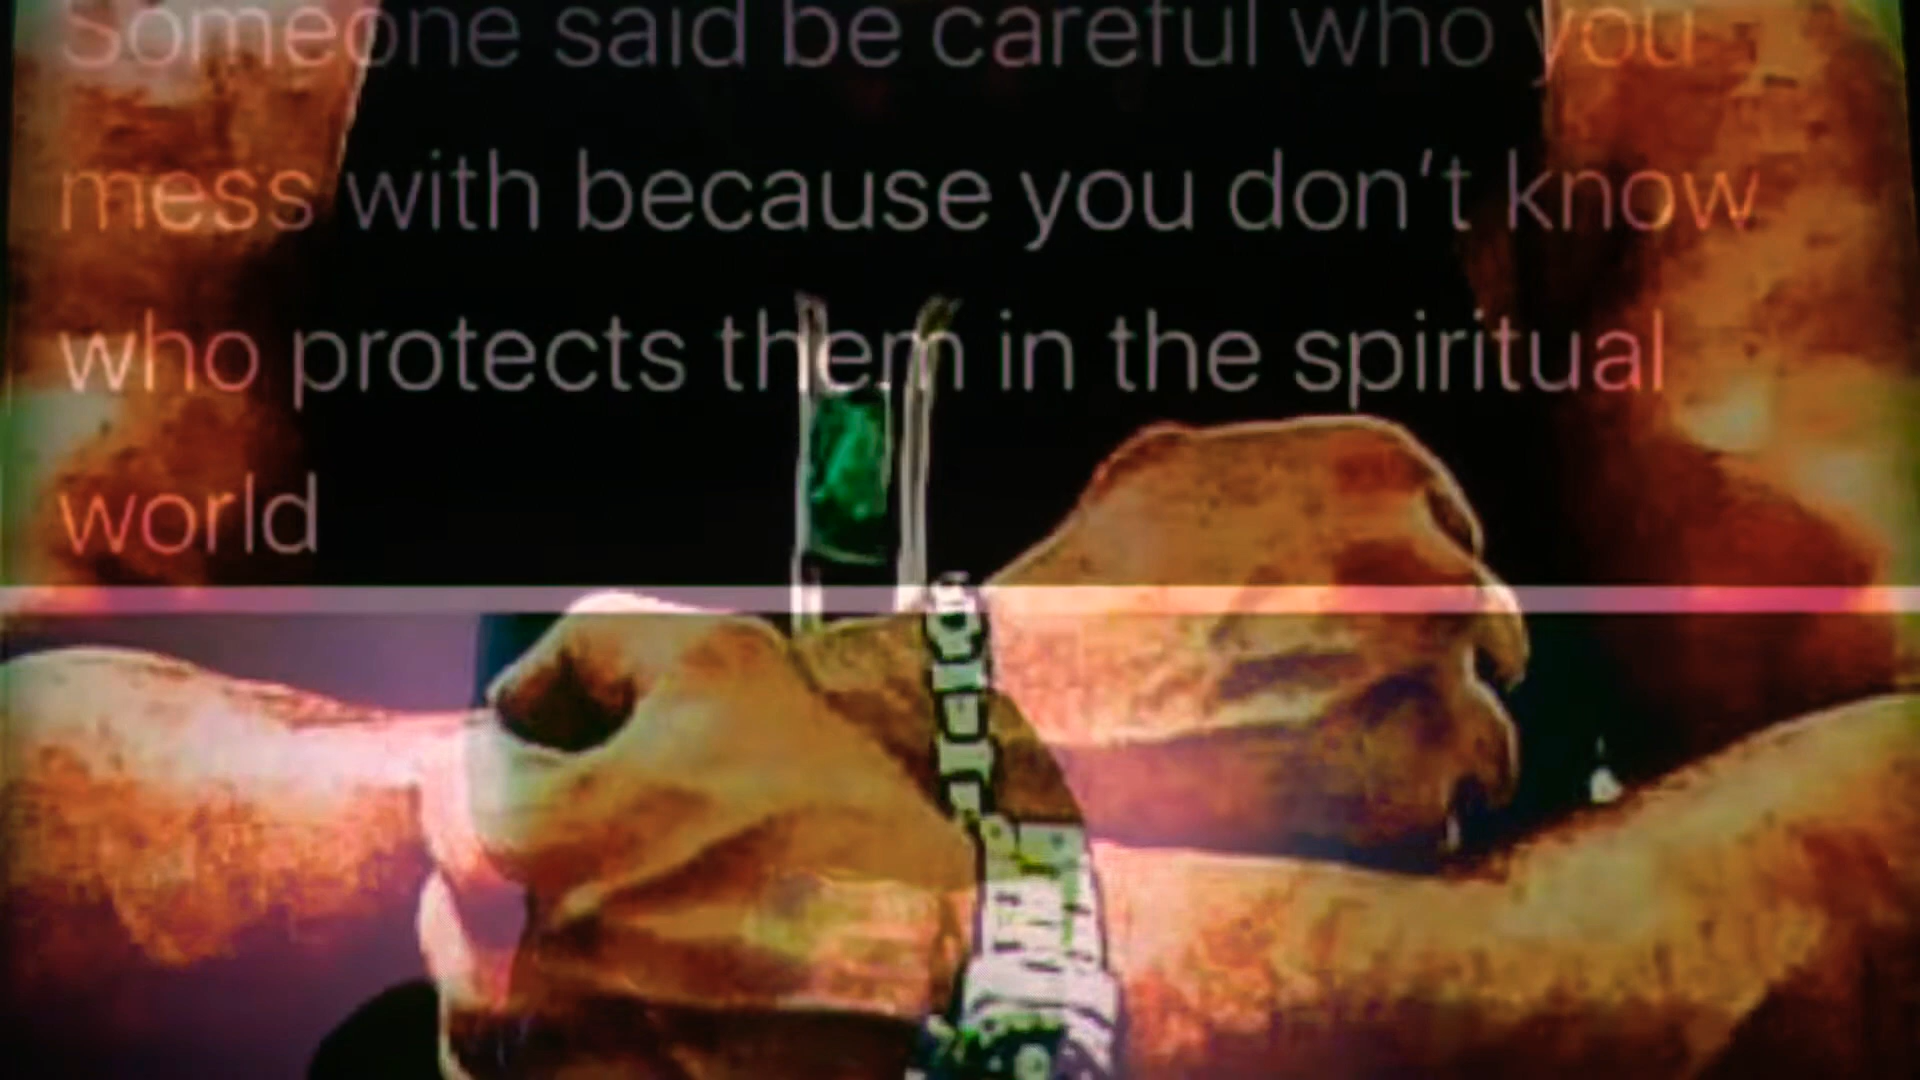 Someone said be careful who you
mess with because you don't know
who protects them in the spiritual
world